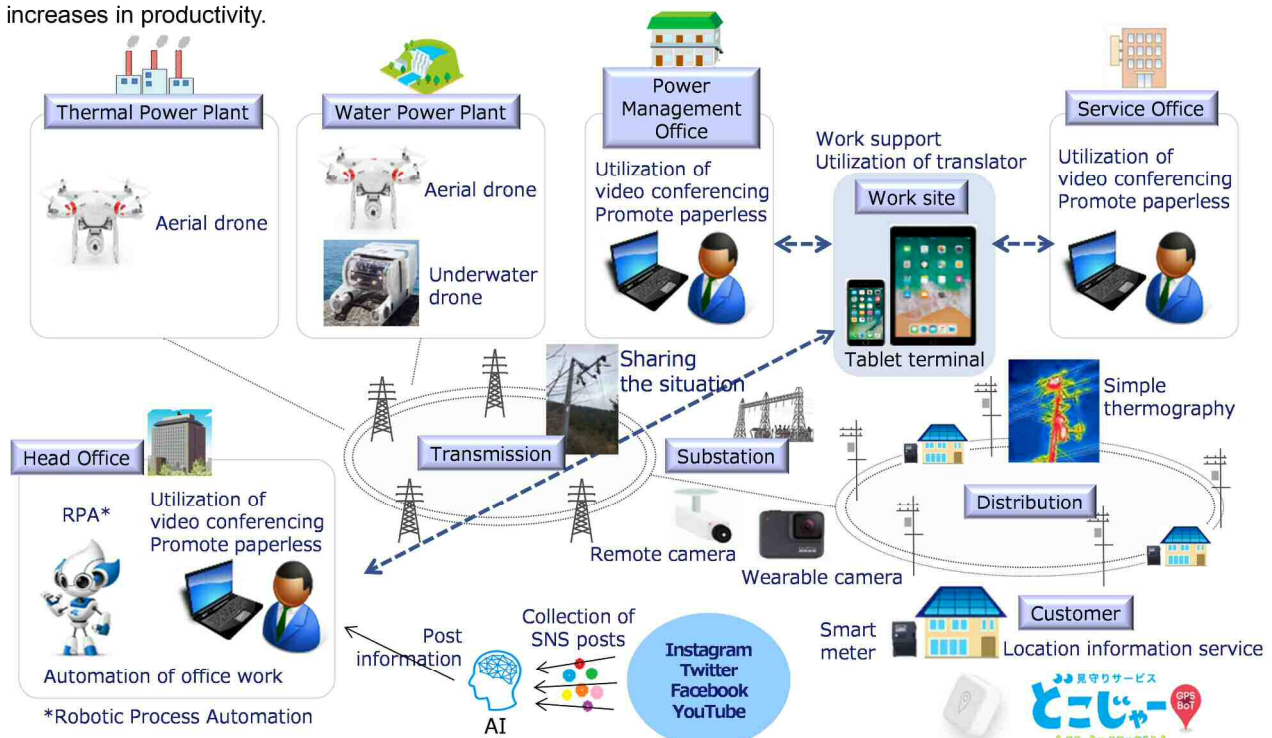 increases in productivity.
Thermal Power Plant
Aerial drone
Water Power Plant
Aerial drone
Underwater
drone
Power
Management
Office
Utilization of
video conferencing
Promote paperless
Work support
Utilization of translator
Work site
Tablet terminal
Service Office
Utilization of
video conferencing
Promote paperless
Sharing
the situation
Transmission
Substation
Remote camera
Wearable camera
Simple
thermography
Distribution
Head Office
RPA*
Utilization of
video conferencing
Promote paperless
Automation of office work
*Robotic Process Automation
Post
information
AI
Collection of
SNS posts
Instagram
Twitter
Facebook
YouTube
Smart
meter
Customer
Location information service
見守りサービス
どこじゃー
GPS
BoT